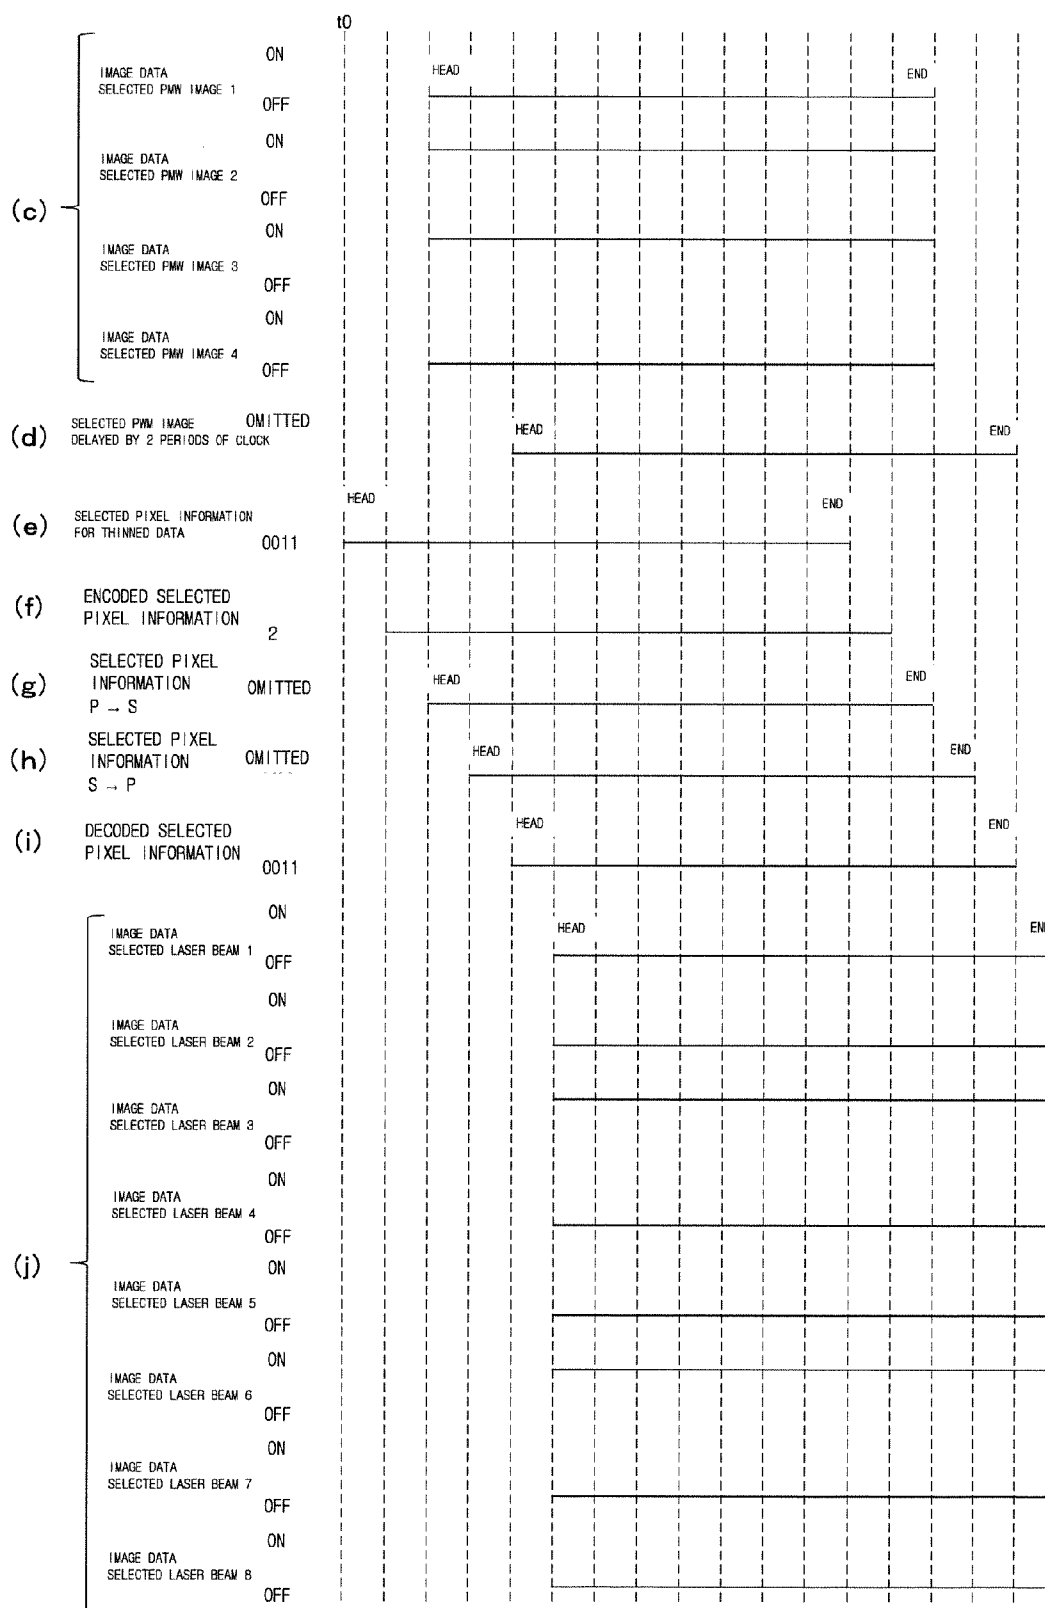 t0
ON
IMAGE DATA
SELECTED PMW IMAGE 1
HEAD
END
OFF
ON
IMAGE DATA
SELECTED PMW IMAGE 2
OFF
(c)
ON
IMAGE DATA
SELECTED PMW IMAGE 3
OFF
ON
IMAGE DATA
SELECTED PMW IMAGE 4
OFF
(d)
SELECTED PWM IMAGE
DELAYED BY 2 PERIODS OF CLOCK
OMITTED
HEAD
END
(e)
SELECTED PIXEL INFORMATION
FOR THINNED DATA
0011
HEAD
END
(f)
ENCODED SELECTED
PIXEL INFORMATION
2
(g)
SELECTED PIXEL
INFORMATION
P → S
OMITTED
HEAD
END
(h)
SELECTED PIXEL
INFORMATION
S → P
OMITTED
HEAD
END
(i)
DECODED SELECTED
PIXEL INFORMATION
0011
HEAD
END
ON
IMAGE DATA
SELECTED LASER BEAM 1
OFF
HEAD
END
ON
IMAGE DATA
SELECTED LASER BEAM 2
OFF
ON
IMAGE DATA
SELECTED LASER BEAM 3
OFF
ON
IMAGE DATA
SELECTED LASER BEAM 4
OFF
(j)
ON
IMAGE DATA
SELECTED LASER BEAM 5
OFF
ON
IMAGE DATA
SELECTED LASER BEAM 6
OFF
ON
IMAGE DATA
SELECTED LASER BEAM 7
OFF
ON
IMAGE DATA
SELECTED LASER BEAM 8
OFF